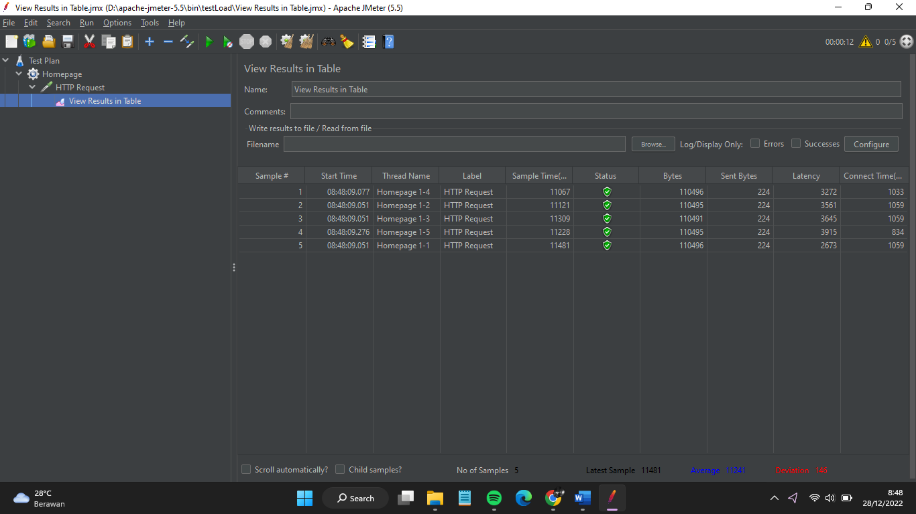 View Results in Table.jmx (D:\apache-jmeter-5.5\bin\testLoad\View Results in Table.jmx) - Apache JMeter (5.5)
File Edit Search Run Options Tools Help
00:00:12 0 0/5
Test Plan
Homepage
HTTP Request
View Results in Table
View Results in Table
Name: View Results in Table
Comments:
Write results to file / Read from file
Filename Browse... Log/Display Only: Errors Successes Configure
Sample # Start Time Thread Name Label Sample Time(... Status Bytes Sent Bytes Latency Connect Time(...
1 08:48:09.077 Homepage 1-4 HTTP Request 11067 110496 224 3272 1033
2 08:48:09.051 Homepage 1-2 HTTP Request 11121 110495 224 3561 1059
3 08:48:09.051 Homepage 1-3 HTTP Request 11309 110491 224 3645 1059
4 08:48:09.276 Homepage 1-5 HTTP Request 11228 110495 224 3915 834
5 08:48:09.051 Homepage 1-1 HTTP Request 11481 110496 224 2673 1059
Scroll automatically? Child samples? No of Samples 5 Latest Sample 11481 Average 11241 Deviation 146
28°C
Berawan
Search
8:48
28/12/2022